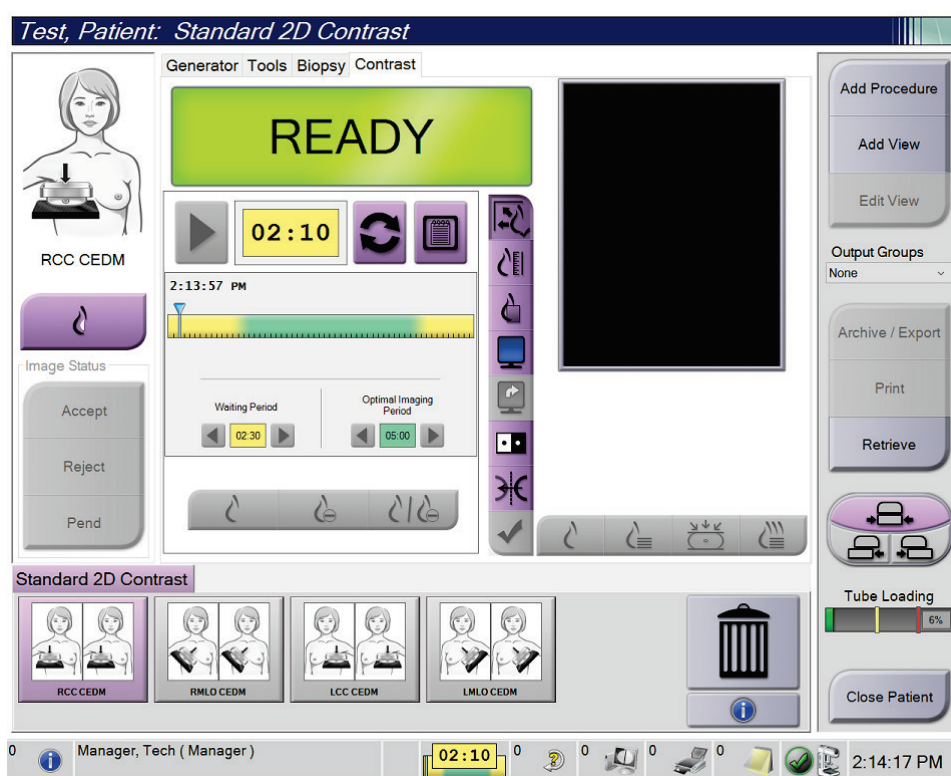 Test, Patient: Standard 2D Contrast
Generator Tools Biopsy Contrast
READY
02:10
2:13:57 PM
Waiting Period
02:30
Optimal Imaging
Period
05:00
RCC CEDM
Image Status
Accept
Reject
Pend
Add Procedure
Add View
Edit View
Output Groups
None
Archive / Export
Print
Retrieve
Tube Loading
6%
Close Patient
Standard 2D Contrast
RCC CEDM
RMLO CEDM
LCC CEDM
LMLO CEDM
0 Manager, Tech ( Manager ) 02:10 0 0 0 0 2:14:17 PM